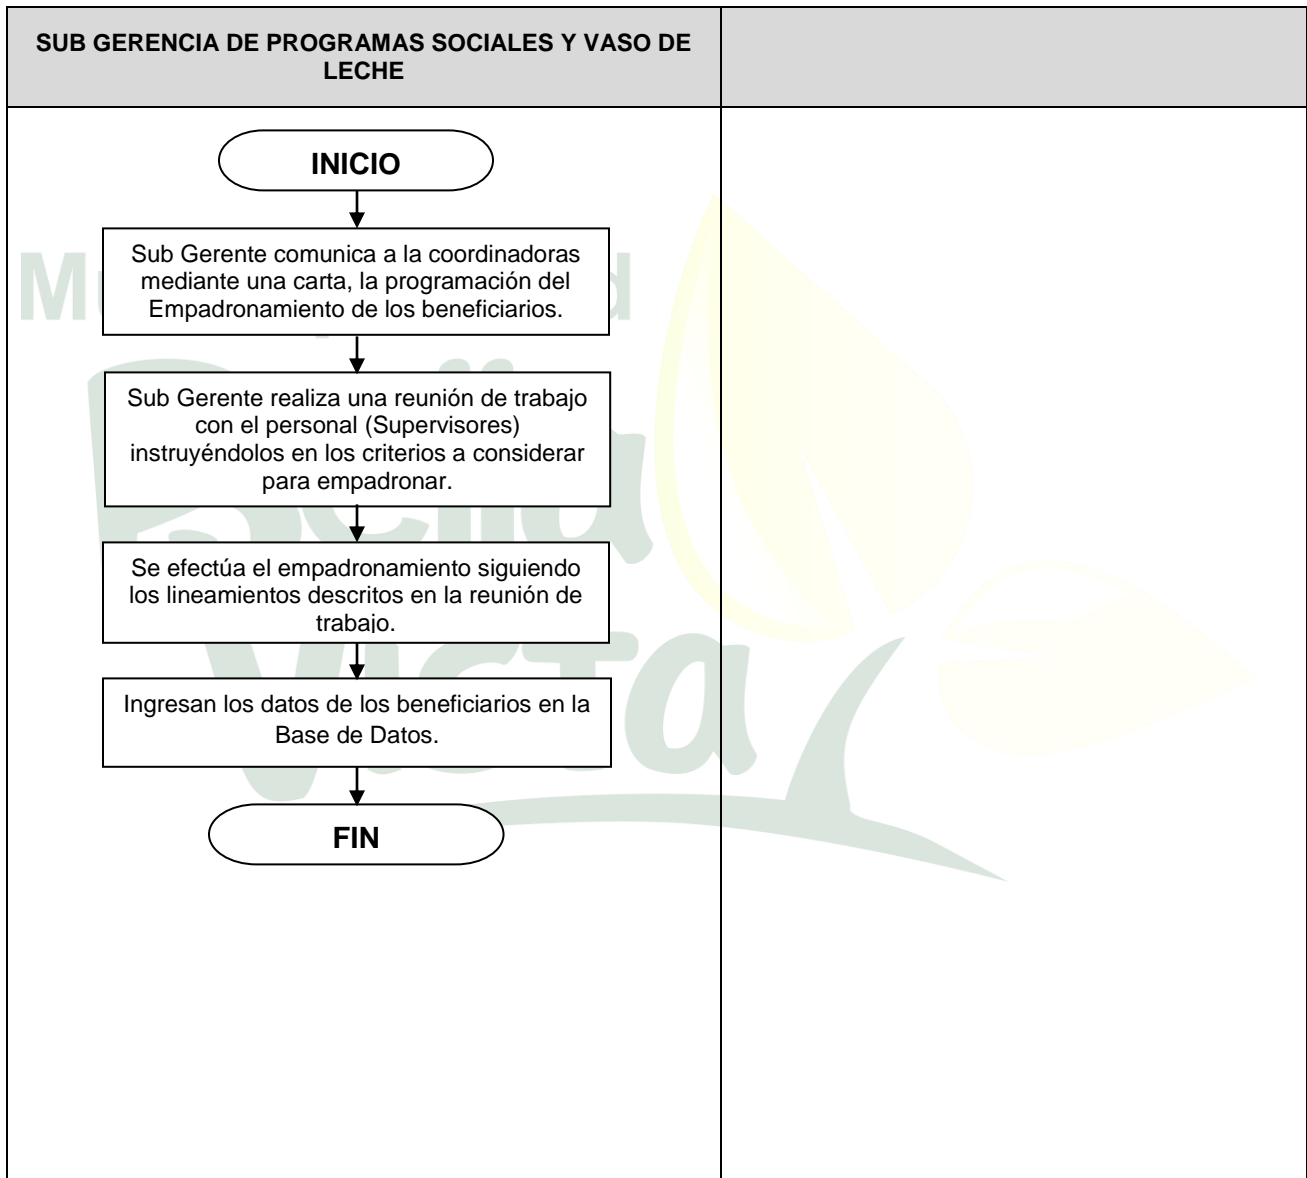 SUB GERENCIA DE PROGRAMAS SOCIALES Y VASO DE
LECHE
INICIO
Sub Gerente comunica a la coordinadoras
mediante una carta, la programación del
Empadronamiento de los beneficiarios.
Sub Gerente realiza una reunión de trabajo
con el personal (Supervisores)
instruyéndolos en los criterios a considerar
para empadronar.
Se efectúa el empadronamiento siguiendo
los lineamientos descritos en la reunión de
trabajo.
Ingresan los datos de los beneficiarios en la
Base de Datos.
FIN
Bella
Vista